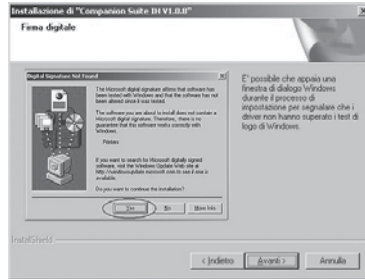 Installazione di "Companion Suite IH V1.0.0"
Firma digitale
Digital Signature Not Found
The Microsoft digital signature affirms that software has
been tested with Windows and that the software has not
been altered since it was tested.
The software you are about to install does not contain a
Microsoft digital signature. Therefore, there is no
guarantee that this software works correctly with
Windows.
Printers
If you want to search for Microsoft digitally signed
software, visit the Windows Update Web site at
http://windowsupdate.microsoft.com to see if one is
available.
Do you want to continue the installation?
Yes
No
More Info
E' possibile che appaia una
finestra di dialogo Windows
durante il processo di
impostazione per segnalare che i
driver non hanno superato i test di
logo di Windows.
InstallShield
< Indietro
Avanti >
Annulla